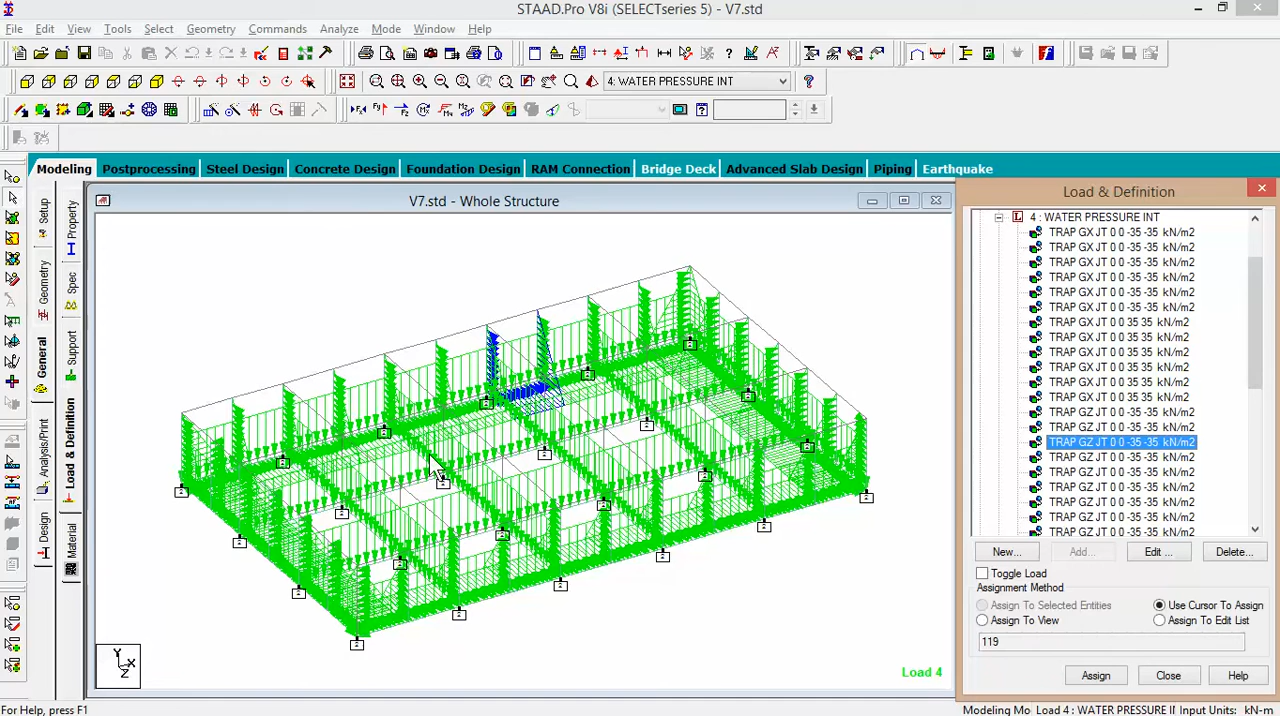 STAAD.Pro V8i (SELECTseries 5) - V7.std
File Edit View Tools Select Geometry Commands Analyze Mode Window Help
4: WATER PRESSURE INT
Modeling Postprocessing Steel Design Concrete Design Foundation Design RAM Connection Bridge Deck Advanced Slab Design Piping Earthquake
Setup
Geometry
General
Analysis/Print
Design
Property
Spec
Support
Load & Definition
Material
V7.std - Whole Structure
Y
X
Z
Load 4
Load & Definition
4 : WATER PRESSURE INT
TRAP GX JT 0 0 -35 -35 kN/m2
TRAP GX JT 0 0 -35 -35 kN/m2
TRAP GX JT 0 0 -35 -35 kN/m2
TRAP GX JT 0 0 -35 -35 kN/m2
TRAP GX JT 0 0 -35 -35 kN/m2
TRAP GX JT 0 0 -35 -35 kN/m2
TRAP GX JT 0 0 35 35 kN/m2
TRAP GX JT 0 0 35 35 kN/m2
TRAP GX JT 0 0 35 35 kN/m2
TRAP GX JT 0 0 35 35 kN/m2
TRAP GX JT 0 0 35 35 kN/m2
TRAP GX JT 0 0 35 35 kN/m2
TRAP GZ JT 0 0 -35 -35 kN/m2
TRAP GZ JT 0 0 -35 -35 kN/m2
TRAP GZ JT 0 0 -35 -35 kN/m2
TRAP GZ JT 0 0 -35 -35 kN/m2
TRAP GZ JT 0 0 -35 -35 kN/m2
TRAP GZ JT 0 0 -35 -35 kN/m2
TRAP GZ JT 0 0 -35 -35 kN/m2
TRAP GZ JT 0 0 -35 -35 kN/m2
TRAP GZ JT 0 0 -35 -35 kN/m2
New... Add... Edit ... Delete...
Toggle Load
Assignment Method
Assign To Selected Entities Use Cursor To Assign
Assign To View Assign To Edit List
119
Assign Close Help
For Help, press F1
Modeling Mo Load 4 : WATER PRESSURE II Input Units: kN-m